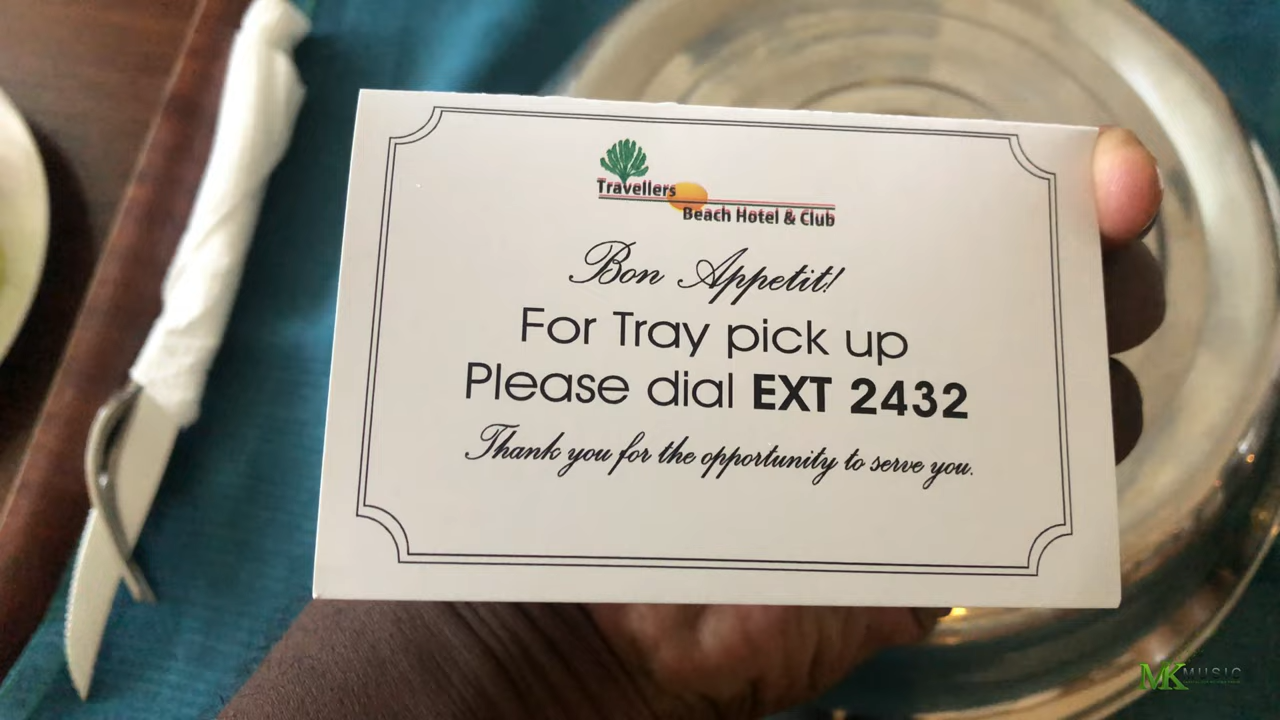 Travellers
Beach Hotel & Club
Bon Appetit!
For Tray pick up
Please dial EXT 2432
Thank you for the opportunity to serve you.
MK MUSIC